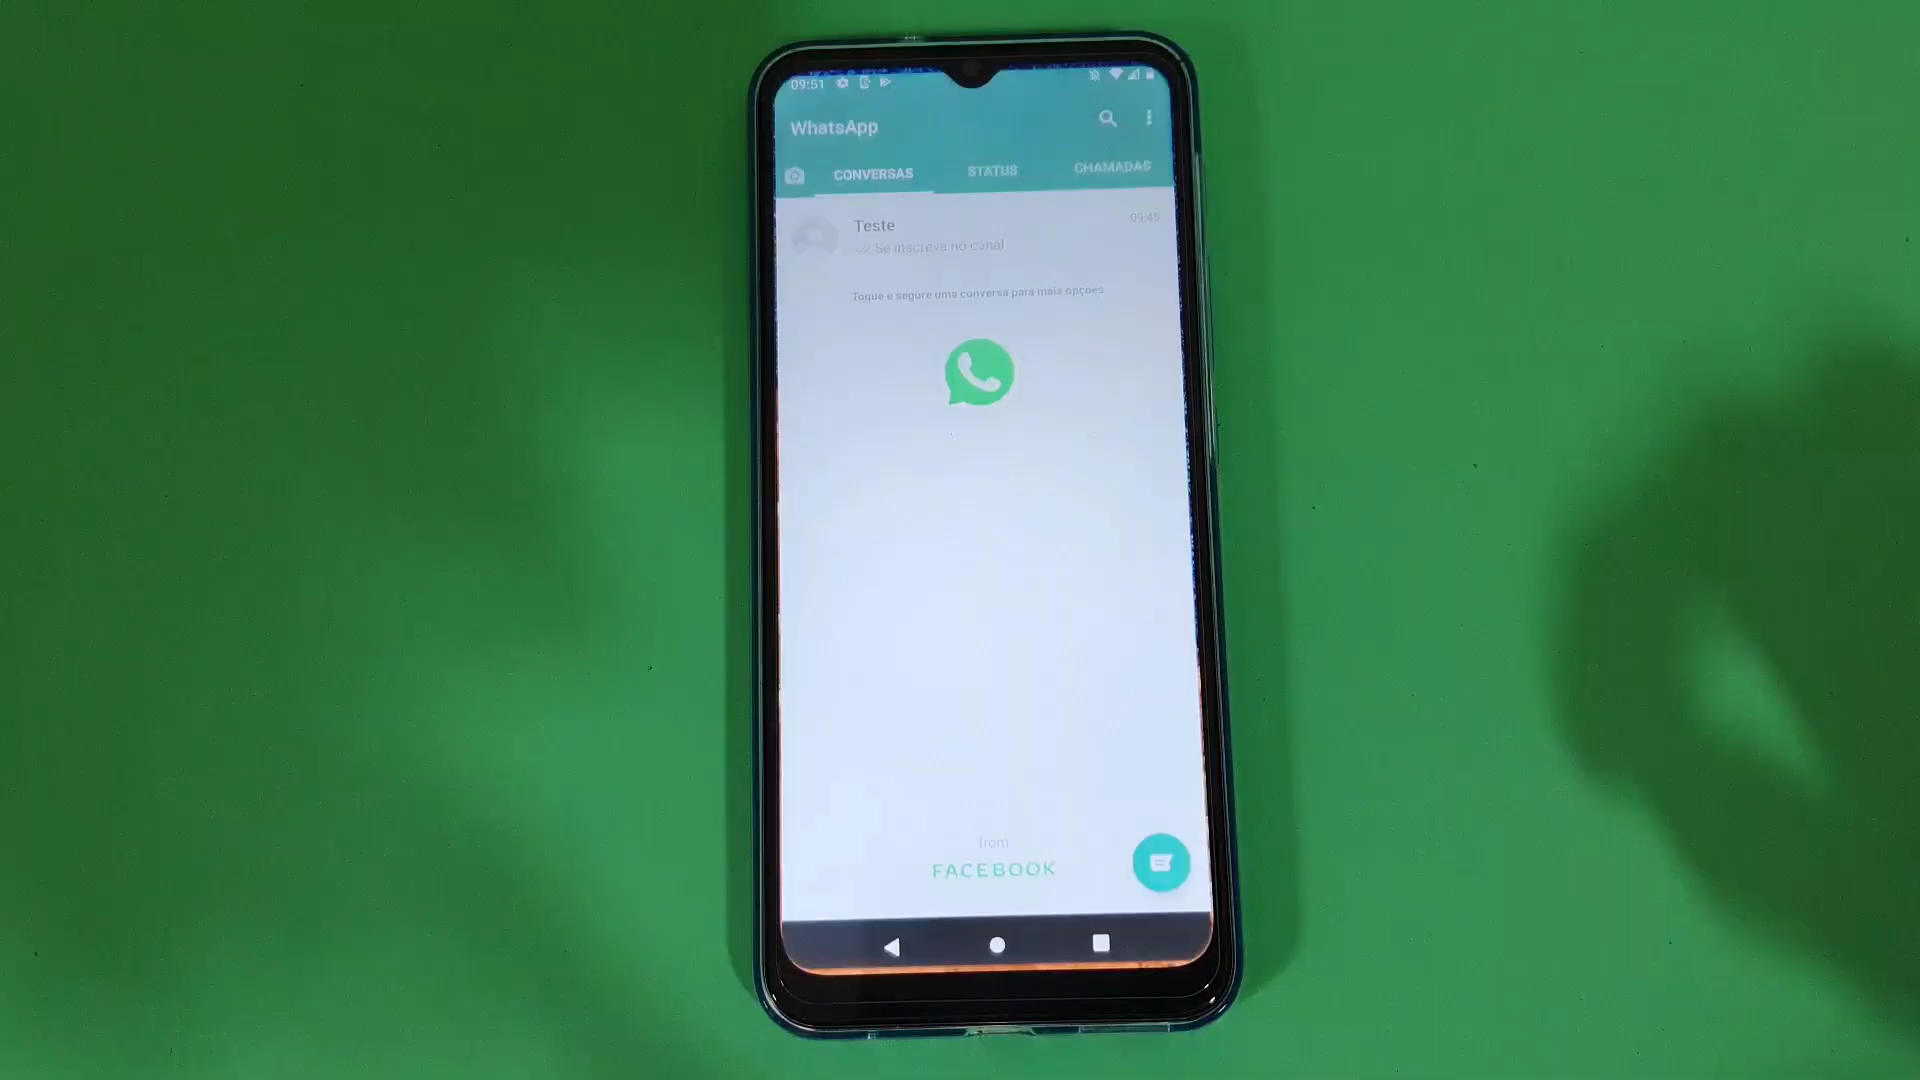 09:51
WhatsApp
CONVERSAS STATUS CHAMADAS
Teste 09:45
Se inscreva no canal
Toque e segure uma conversa para mais opções
from
FACEBOOK